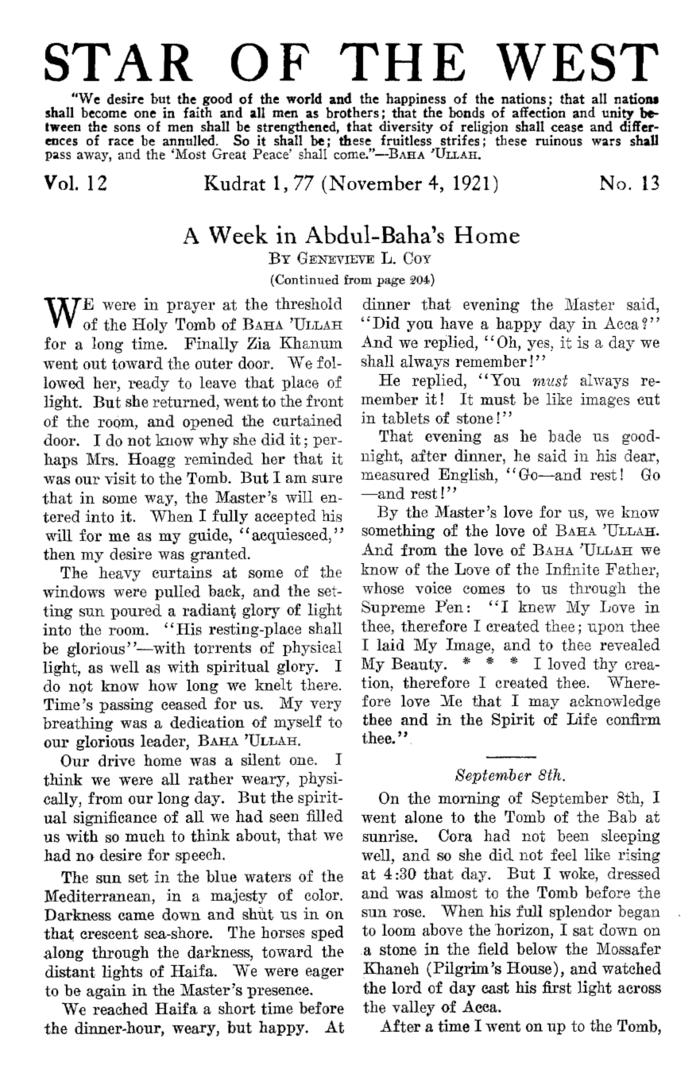 STAR OF THE WEST
"We desire but the good of the world and the happiness of the nations; that all nations
shall become one in faith and all men as brothers; that the bonds of affection and unity be-
tween the sons of men shall be strengthened, that diversity of religion shall cease and differ-
ences of race be annulled. So it shall be; these fruitless strifes; these ruinous wars shall
pass away, and the 'Most Great Peace' shall come."—BAHA 'ULLAH.
Vol. 12 Kudrat 1, 77 (November 4, 1921) No. 13
A Week in Abdul-Baha's Home
BY GENEVIEVE L. COY
(Continued from page 204)
WE were in prayer at the threshold
of the Holy Tomb of BAHA 'ULLAH
for a long time. Finally Zia Khanum
went out toward the outer door. We fol-
lowed her, ready to leave that place of
light. But she returned, went to the front
of the room, and opened the curtained
door. I do not know why she did it; per-
haps Mrs. Hoagg reminded her that it
was our visit to the Tomb. But I am sure
that in some way, the Master's will en-
tered into it. When I fully accepted his
will for me as my guide, "acquiesced,"
then my desire was granted.
The heavy curtains at some of the
windows were pulled back, and the set-
ting sun poured a radiant glory of light
into the room. "His resting-place shall
be glorious"—with torrents of physical
light, as well as with spiritual glory. I
do not know how long we knelt there.
Time's passing ceased for us. My very
breathing was a dedication of myself to
our glorious leader, BAHA 'ULLAH.
Our drive home was a silent one. I
think we were all rather weary, physi-
cally, from our long day. But the spirit-
ual significance of all we had seen filled
us with so much to think about, that we
had no desire for speech.
The sun set in the blue waters of the
Mediterranean, in a majesty of color.
Darkness came down and shut us in on
that crescent sea-shore. The horses sped
along through the darkness, toward the
distant lights of Haifa. We were eager
to be again in the Master's presence.
We reached Haifa a short time before
the dinner-hour, weary, but happy. At
dinner that evening the Master said,
"Did you have a happy day in Acca?"
And we replied, "Oh, yes, it is a day we
shall always remember!"
He replied, "You must always re-
member it! It must be like images cut
in tablets of stone!"
That evening as he bade us good-
night, after dinner, he said in his dear,
measured English, "Go—and rest! Go
—and rest!"
By the Master's love for us, we know
something of the love of BAHA 'ULLAH.
And from the love of BAHA 'ULLAH we
know of the Love of the Infinite Father,
whose voice comes to us through the
Supreme Pen: "I knew My Love in
thee, therefore I created thee; upon thee
I laid My Image, and to thee revealed
My Beauty. * * * I loved thy crea-
tion, therefore I created thee. Where-
fore love Me that I may acknowledge
thee and in the Spirit of Life confirm
thee."
September 8th.
On the morning of September 8th, I
went alone to the Tomb of the Bab at
sunrise. Cora had not been sleeping
well, and so she did not feel like rising
at 4:30 that day. But I woke, dressed
and was almost to the Tomb before the
sun rose. When his full splendor began
to loom above the horizon, I sat down on
a stone in the field below the Mossafer
Khaneh (Pilgrim's House), and watched
the lord of day cast his first light across
the valley of Acca.
After a time I went on up to the Tomb,